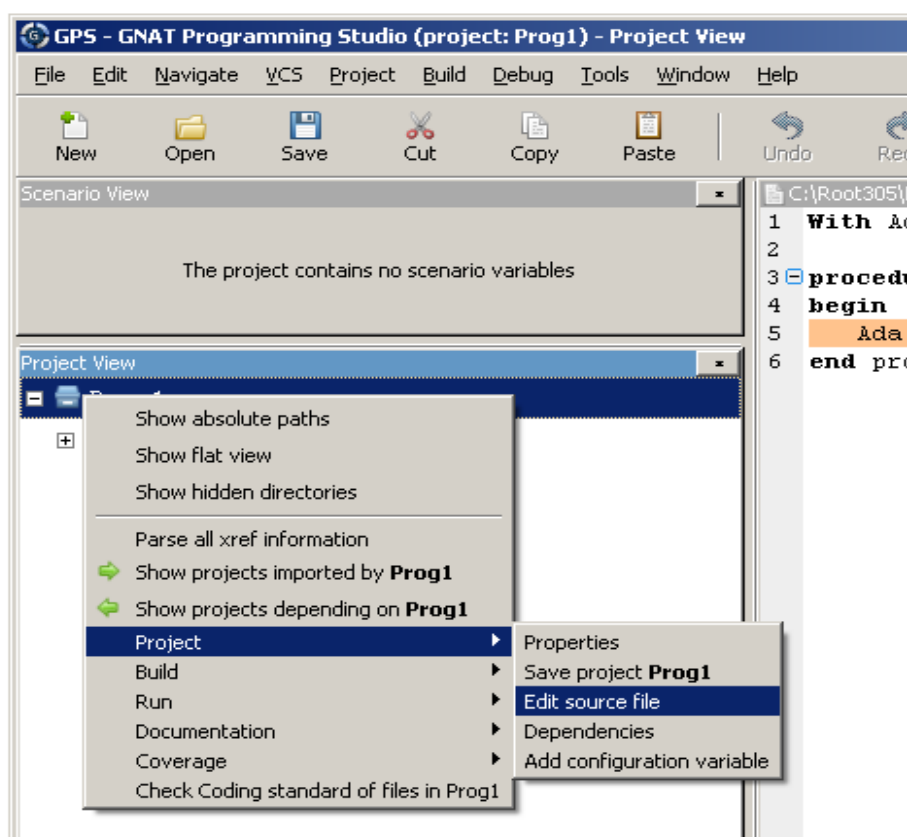 GPS - GNAT Programming Studio (project: Prog1) - Project View
File Edit Navigate VCS Project Build Debug Tools Window Help
New Open Save Cut Copy Paste Undo
Scenario View
The project contains no scenario variables
C:\Root305\
1 With
2
3 procedu
4 begin
5 Ada
6 end pro
Project View
Show absolute paths
Show flat view
Show hidden directories
Parse all xref information
Show projects imported by Prog1
Show projects depending on Prog1
Project
Build
Run
Documentation
Coverage
Check Coding standard of files in Prog1
Properties
Save project Prog1
Edit source file
Dependencies
Add configuration variable